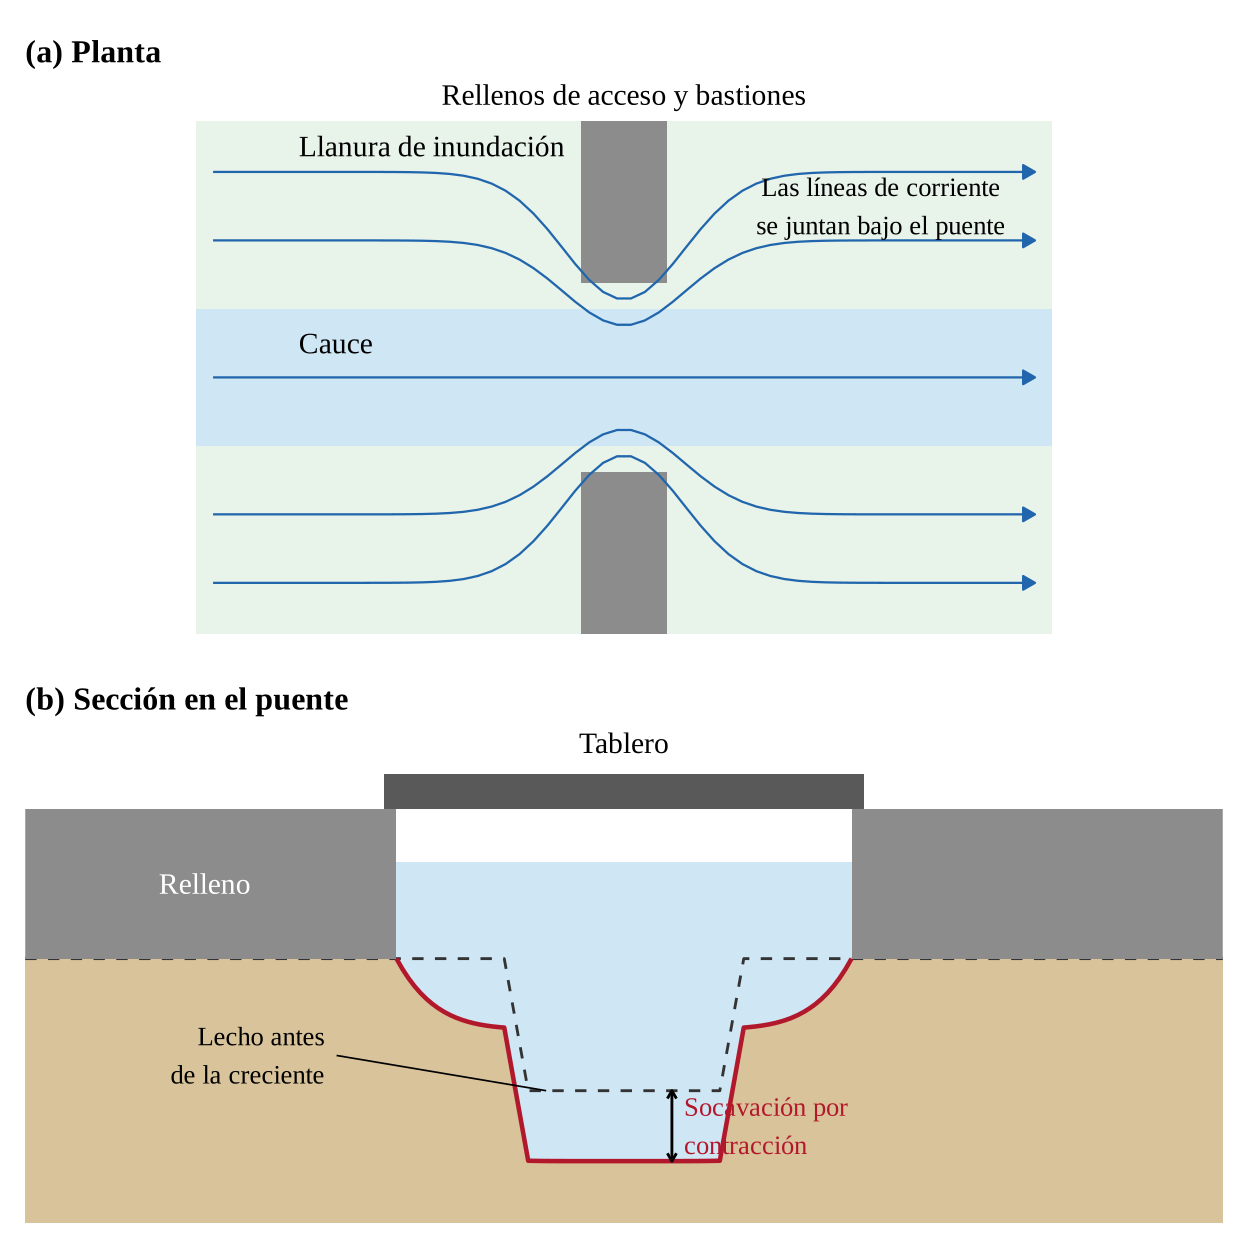 (a) Planta
Rellenos de acceso y bastiones
Llanura de inundación
Las líneas de corriente
se juntan bajo el puente
Cauce
(b) Sección en el puente
Tablero
Relleno
Lecho antes
de la creciente
Socavación por
contracción